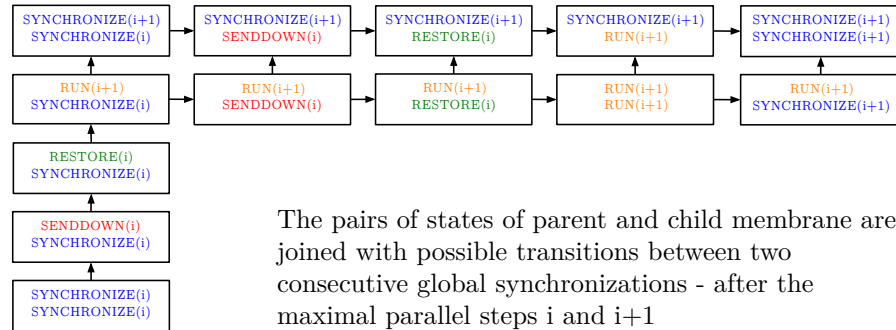 SYNCHRONIZE(i+1) SYNCHRONIZE(i+1) SYNCHRONIZE(i+1) SYNCHRONIZE(i+1) SYNCHRONIZE(i+1)
SYNCHRONIZE(i) SENDDOWN(i) RESTORE(i) RUN(i+1) SYNCHRONIZE(i+1)
RUN(i+1) RUN(i+1) RUN(i+1) RUN(i+1) RUN(i+1)
SYNCHRONIZE(i) SENDDOWN(i) RESTORE(i) RUN(i+1) SYNCHRONIZE(i+1)
RESTORE(i)
SYNCHRONIZE(i)
SENDDOWN(i)
SYNCHRONIZE(i)
SYNCHRONIZE(i)
SYNCHRONIZE(i)
The pairs of states of parent and child membrane are
joined with possible transitions between two
consecutive global synchronizations - after the
maximal parallel steps i and i+1